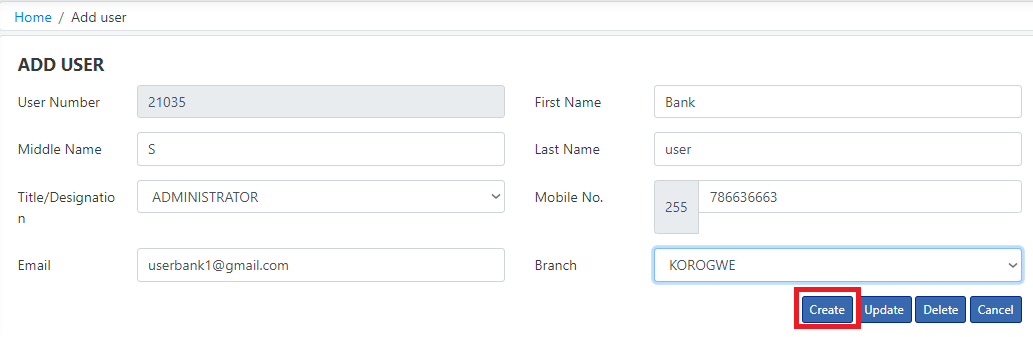 Home / Add user
ADD USER
User Number 21035 First Name Bank
Middle Name S Last Name user
Title/Designatio
n ADMINISTRATOR Mobile No. 255 786636663
Email userbank1@gmail.com Branch KOROGWE
Create Update Delete Cancel